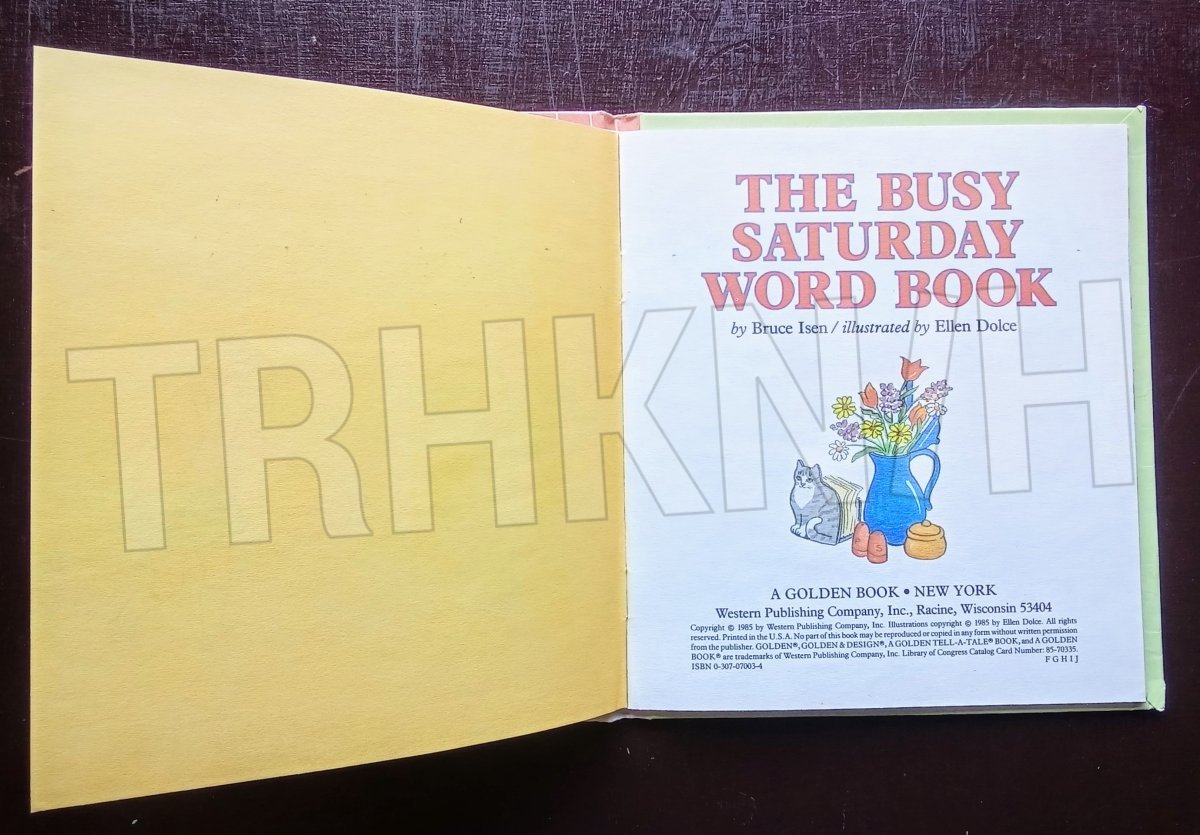 THE BUSY
SATURDAY
WORD BOOK
by Bruce Isen / illustrated by Ellen Dolce
TRHKNVH
P S
A GOLDEN BOOK • NEW YORK
Western Publishing Company, Inc., Racine, Wisconsin 53404
Copyright © 1985 by Western Publishing Company, Inc. Illustrations copyright © 1985 by Ellen Dolce. All rights
reserved. Printed in the U.S.A. No part of this book may be reproduced or copied in any form without written permission
from the publisher. GOLDEN®, GOLDEN & DESIGN®, A GOLDEN TELL-A-TALE® BOOK, and A GOLDEN
BOOK® are trademarks of Western Publishing Company, Inc. Library of Congress Catalog Card Number: 85-70335.
ISBN 0-307-07003-4 F G H I J